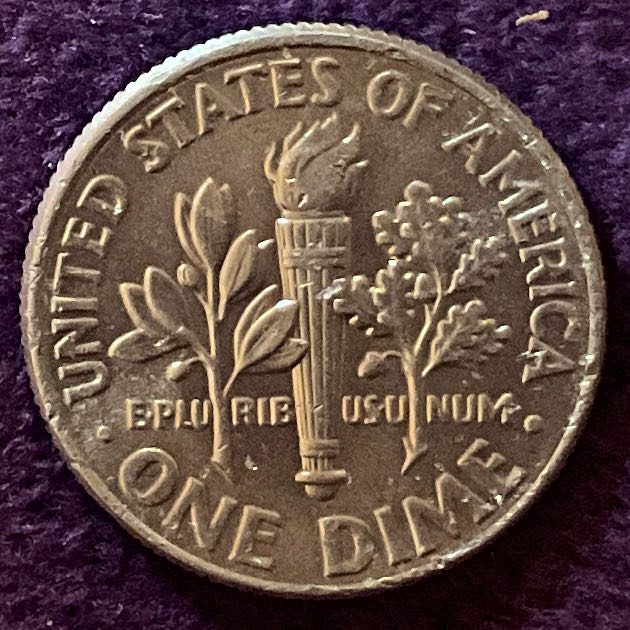 UNITED STATES OF AMERICA
E PLURIBUS UNUM
ONE DIME